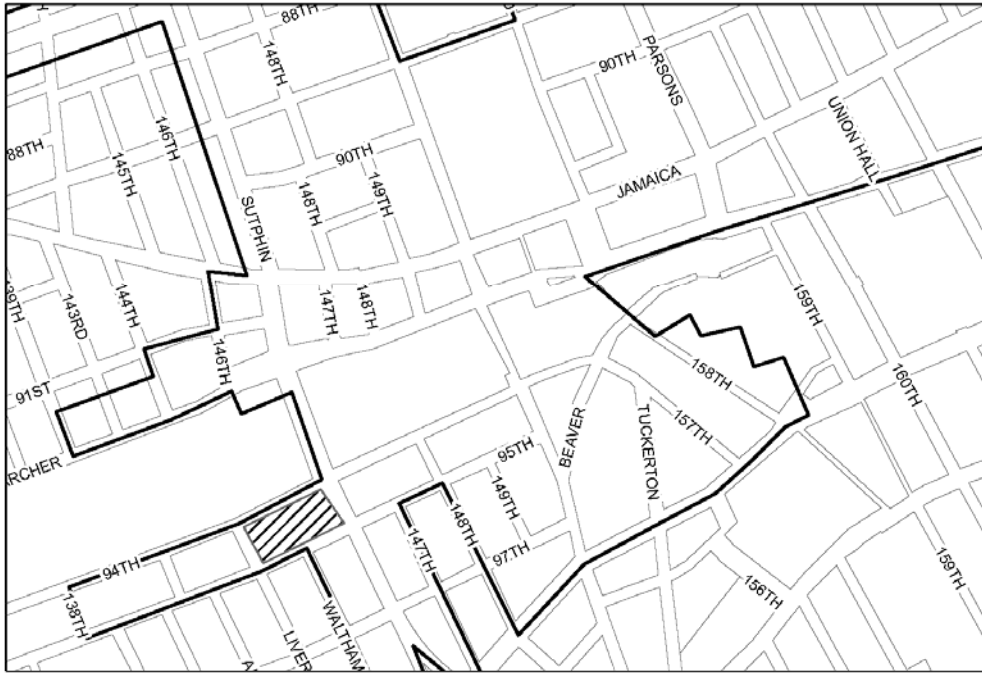 88TH
148TH
PARSONS
90TH
UNION HALL
146TH
88TH
145TH
90TH
JAMAICA
149TH
148TH
SUTPHIN
139TH
143RD
144TH
147TH
148TH
159TH
146TH
158TH
160TH
91ST
BEAVER
TUCKERTON
157TH
95TH
ARCHER
149TH
148TH
147TH
97TH
94TH
156TH
159TH
138TH
WALTHAM
LIVER